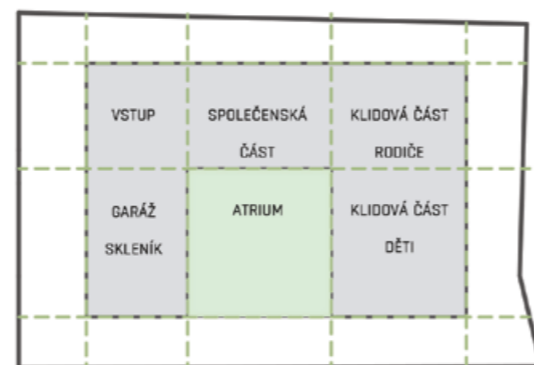 VSTUP
SPOLEČENSKÁ
ČÁST
KLIDOVÁ ČÁST
RODIČE
GARÁŽ
SKLENÍK
ATRIUM
KLIDOVÁ ČÁST
DĚTI